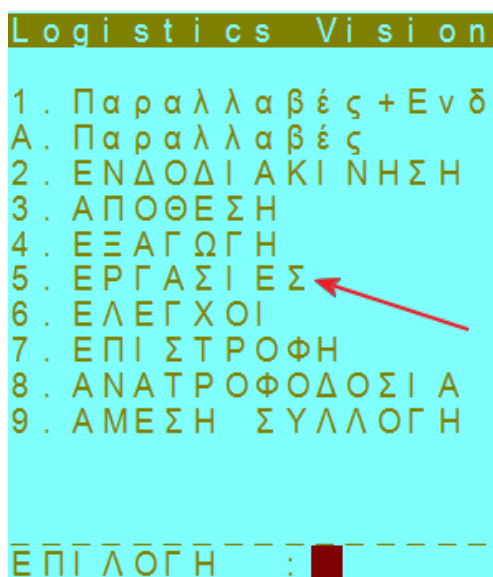 Logistics Vision
1. Παραλλαβές+Ενδ
Α. Παραλλαβές
2. ΕΝΔΟΔΙΑΚΙΝΗΣΗ
3. ΑΠΟΘΕΣΗ
4. ΕΞΑΓΩΓΗ
5. ΕΡΓΑΣΙΕΣ
6. ΕΛΕΓΧΟΙ
7. ΕΠΙΣΤΡΟΦΗ
8. ΑΝΑΤΡΟΦΟΔΟΣΙΑ
9. ΑΜΕΣΗ ΣΥΛΛΟΓΗ
ΕΠΙΛΟΓΗ :